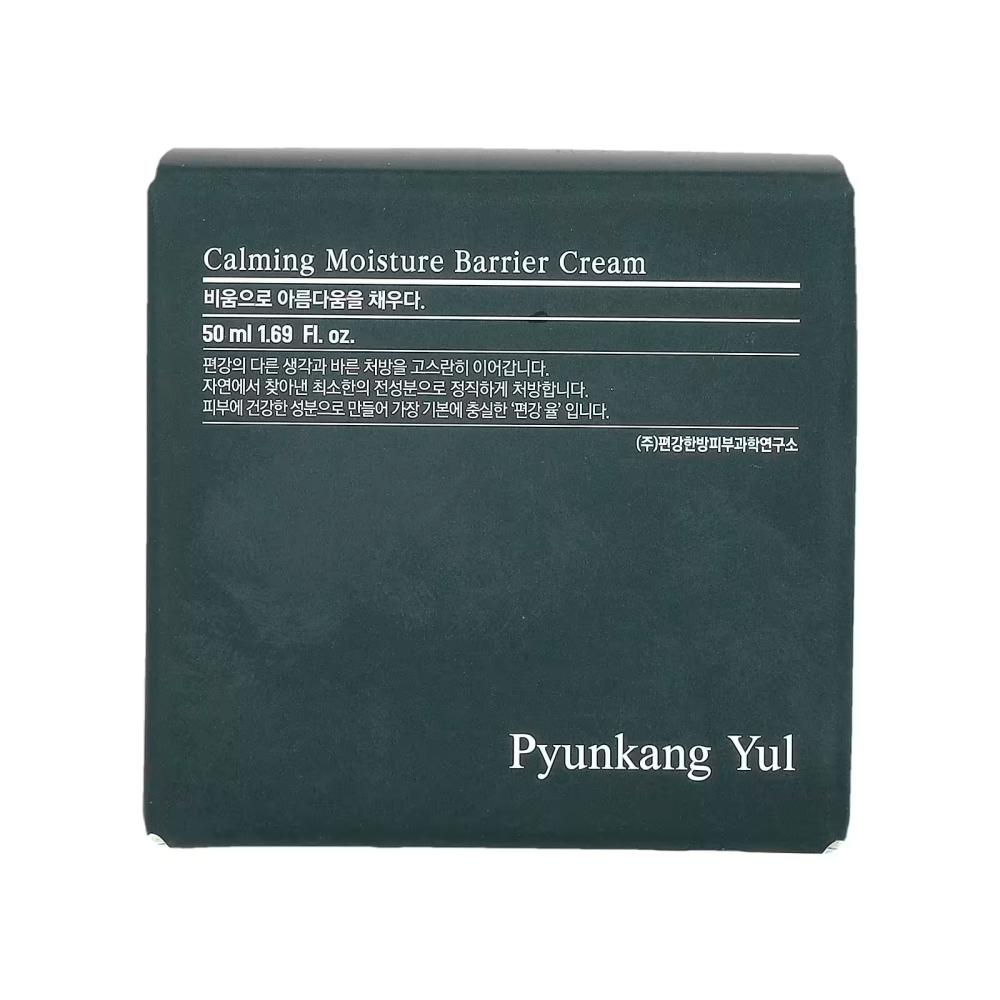 Calming Moisture Barrier Cream
비움으로 아름다움을 채우다.
50 ml 1.69 Fl. oz.
편강의 다른 생각과 바른 처방을 고스란히 이어갑니다.
자연에서 찾아낸 최소한의 전성분으로 정직하게 처방합니다.
피부에 건강한 성분으로 만들어 가장 기본에 충실한 '편강 율' 입니다.
(주)편강한방피부과학연구소
Pyunkang Yul